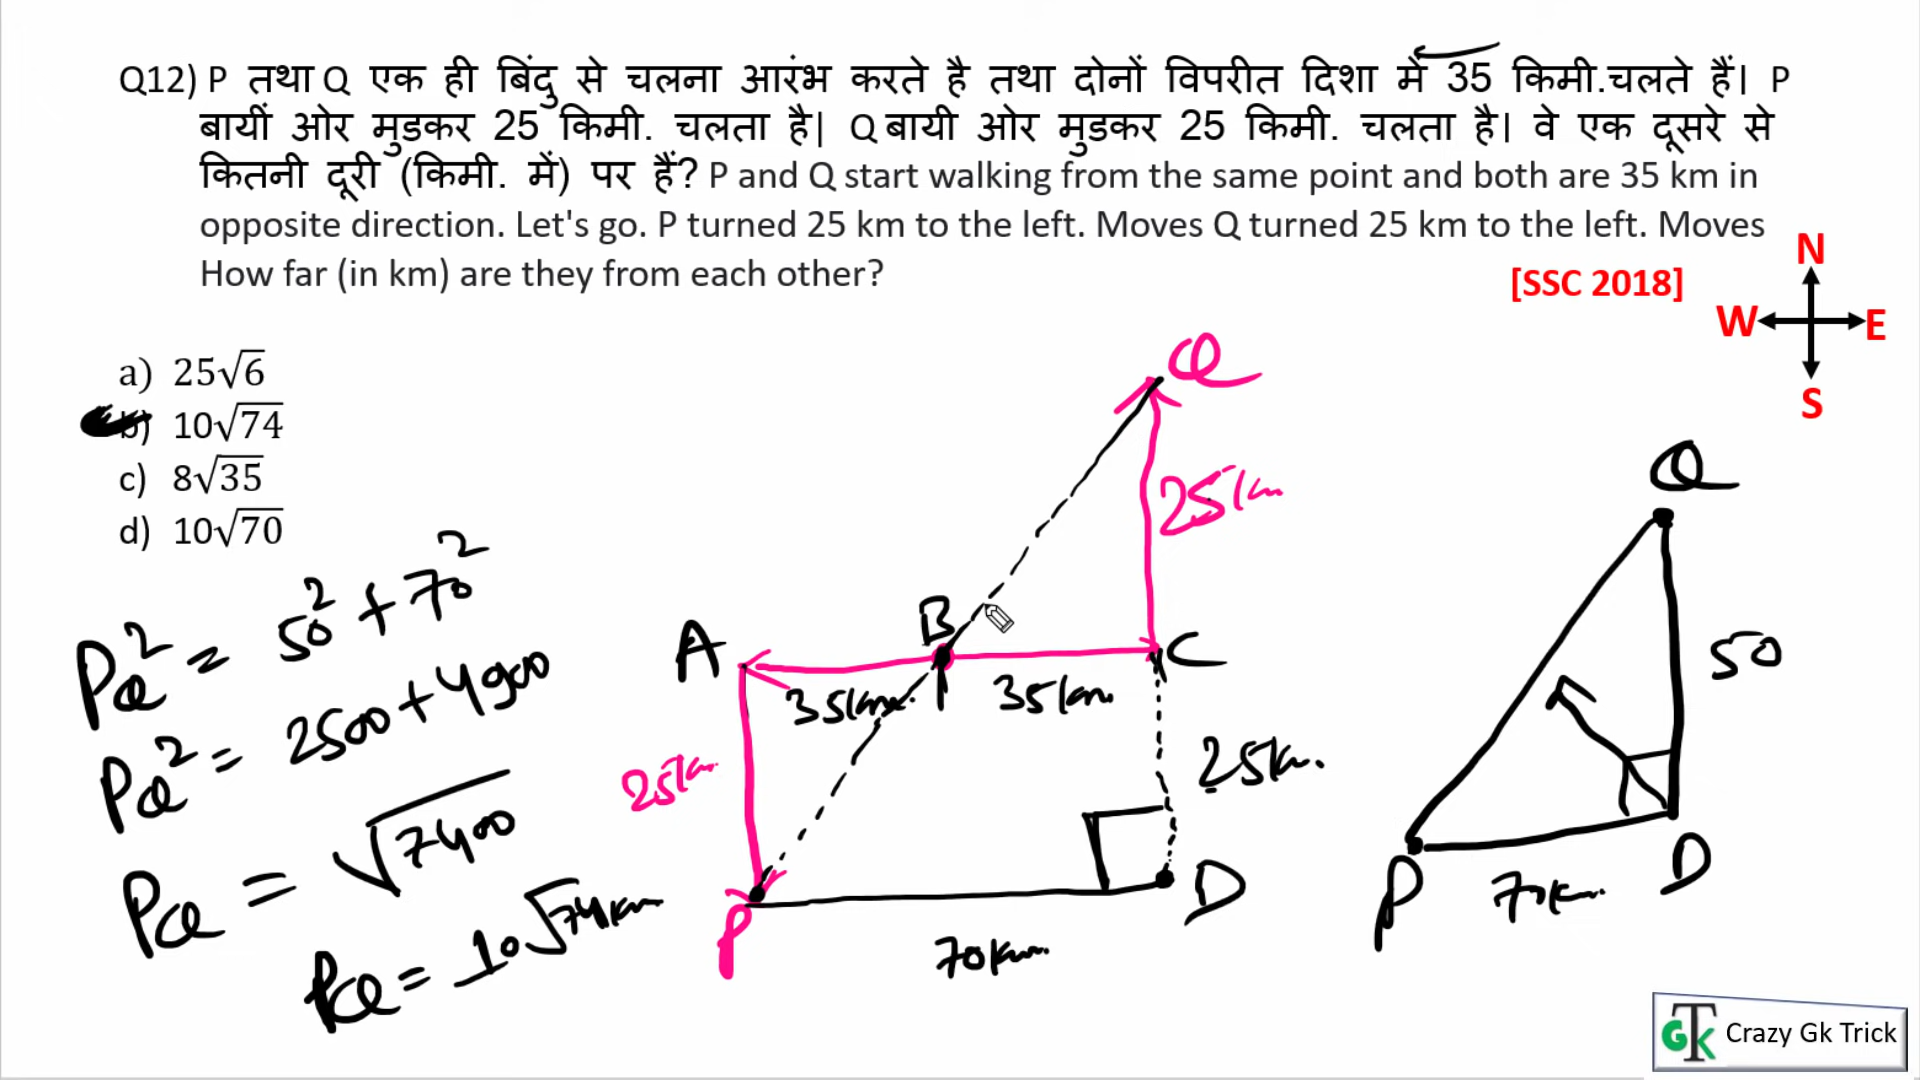 Q12) P तथा Q एक ही बिंदु से चलना आरंभ करते है तथा दोनों विपरीत दिशा में 35 किमी.चलते हैं। P
बायीं ओर मुडकर 25 किमी. चलता है| Q बायी ओर मुडकर 25 किमी. चलता है। वे एक दूसरे से
कितनी दूरी (किमी. में) पर हैं? P and Q start walking from the same point and both are 35 km in
opposite direction. Let's go. P turned 25 km to the left. Moves Q turned 25 km to the left. Moves
How far (in km) are they from each other?
[SSC 2018]
N
W E
S
a) 25√6
b) 10√74
c) 8√35
d) 10√70
PQ² = 50² + 70²
PQ² = 2500 + 4900
PQ = √7400
PQ = 10√74 km
Q
25 km
A B C
35 km 35 km
25 km
25 km.
P D
70 km.
Q
50
P D
70 km.
GTK Crazy Gk Trick